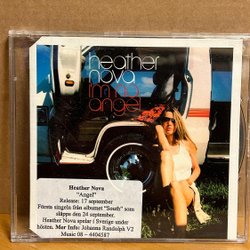 heather
nova
i'm no
angel
Heather Nova
"Angel"
Release: 17 september
Första singeln från albumet "South" som
släpps den 24 september.
Heather Nova spelar i Sverige under
hösten. Mer Info: Johanna Randolph V2
Music 08 – 4404587